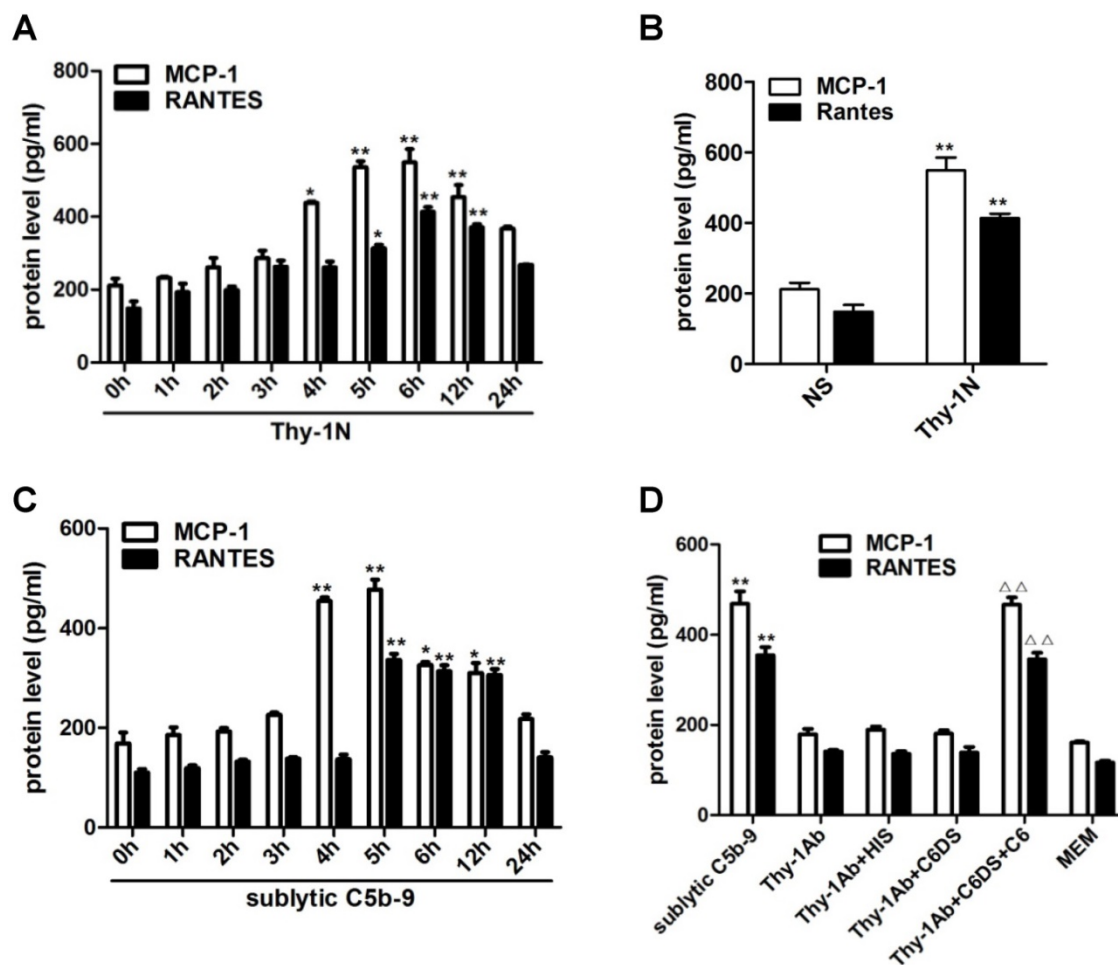 A
MCP-1
RANTES
protein level (pg/ml)
800
600
400
200
0
*
**
*
**
**
**
**
0h 1h 2h 3h 4h 5h 6h 12h 24h
Thy-1N
B
MCP-1
Rantes
protein level (pg/ml)
800
600
400
200
0
**
**
NS Thy-1N
C
MCP-1
RANTES
protein level (pg/ml)
600
400
200
0
**
**
**
*
**
*
**
0h 1h 2h 3h 4h 5h 6h 12h 24h
sublytic C5b-9
D
MCP-1
RANTES
protein level (pg/ml)
600
400
200
0
**
**
△△
△△
sublytic C5b-9
Thy-1Ab
Thy-1Ab+HIS
Thy-1Ab+C6DS
Thy-1Ab+C6DS+C6
MEM